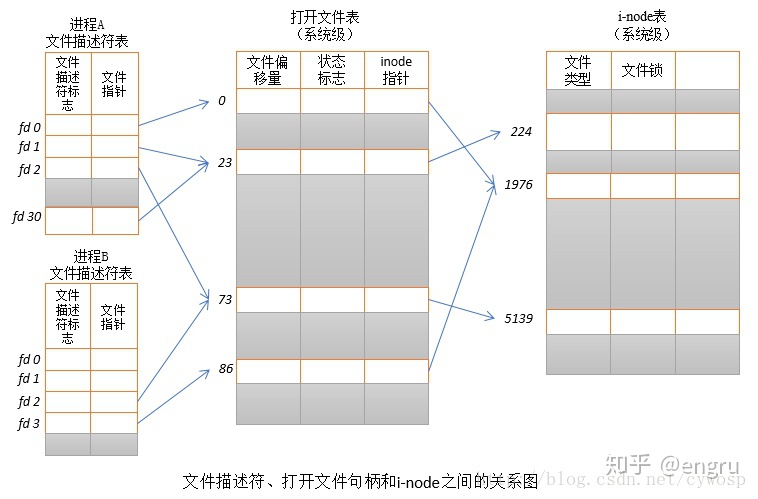 进程A
文件描述符表
文件
描述
符标
志
文件
指针
fd 0
fd 1
fd 2
fd 30
进程B
文件描述符表
文件
描述
符标
志
文件
指针
fd 0
fd 1
fd 2
fd 3
打开文件表
（系统级）
文件偏
移量
状态
标志
inode
指针
0
23
73
86
i-node表
（系统级）
文件
类型
文件锁
224
1976
5139
文件描述符、打开文件句柄和i-node之间的关系图
知乎 @engru
http://blog.csdn.net/cywosp